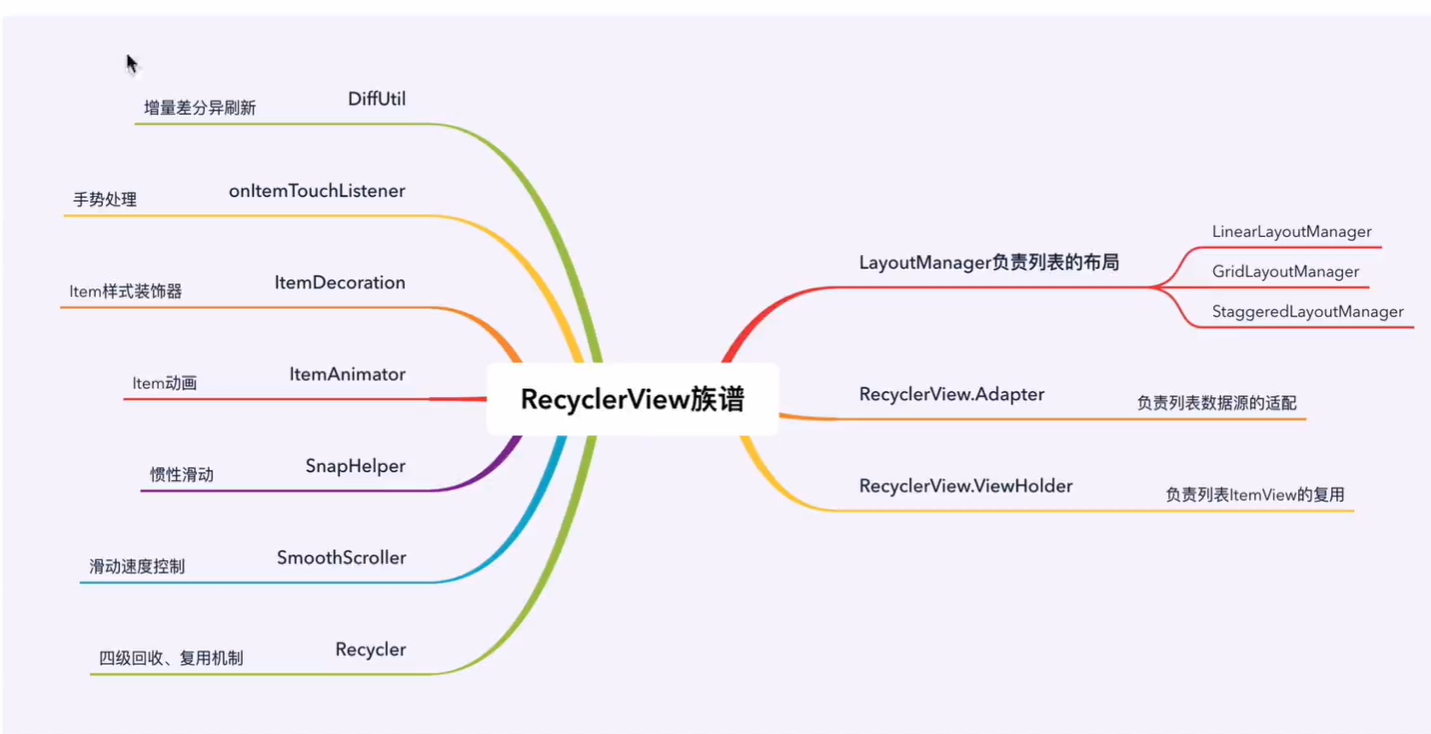 DiffUtil
增量差分异刷新
onItemTouchListener
手势处理
ItemDecoration
Item样式装饰器
ItemAnimator
Item动画
SnapHelper
惯性滑动
SmoothScroller
滑动速度控制
Recycler
四级回收、复用机制
RecyclerView族谱
LayoutManager负责列表的布局
LinearLayoutManager
GridLayoutManager
StaggeredLayoutManager
RecyclerView.Adapter
负责列表数据源的适配
RecyclerView.ViewHolder
负责列表ItemView的复用